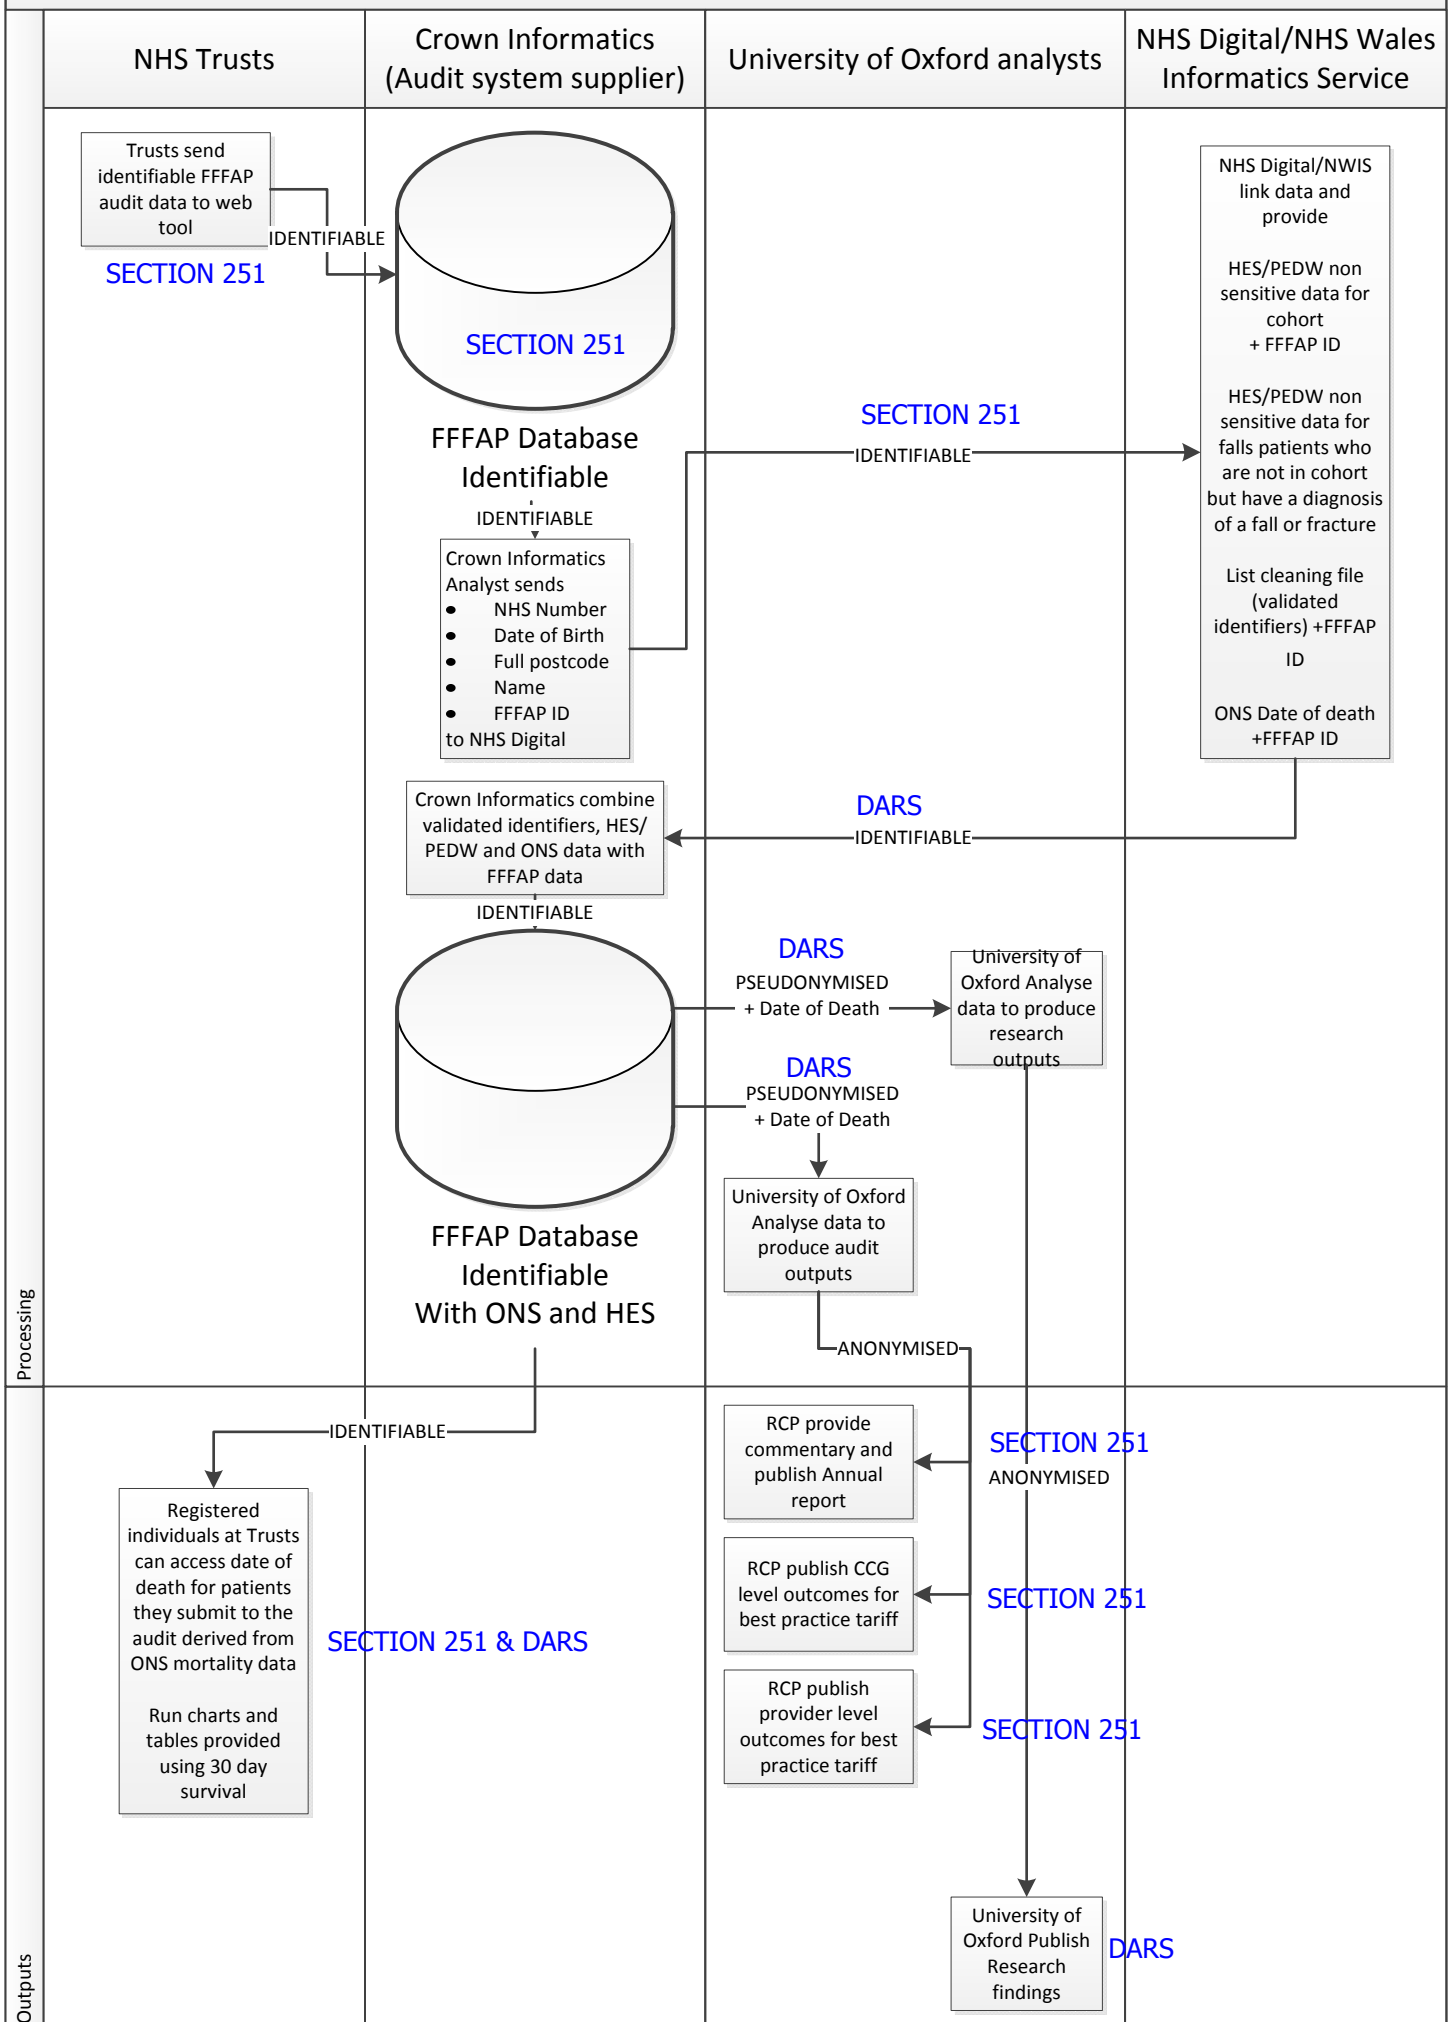 NHS Trusts
Crown Informatics
(Audit system supplier)
University of Oxford analysts
NHS Digital/NHS Wales
Informatics Service
Trusts send
identifiable FFFAP
audit data to web
tool
IDENTIFIABLE
SECTION 251
SECTION 251
FFFAP Database
Identifiable
IDENTIFIABLE
Crown Informatics
Analyst sends
• NHS Number
• Date of Birth
• Full postcode
• Name
• FFFAP ID
to NHS Digital
SECTION 251
IDENTIFIABLE
NHS Digital/NWIS
link data and
provide
HES/PEDW non
sensitive data for
cohort
+ FFFAP ID
HES/PEDW non
sensitive data for
falls patients who
are not in cohort
but have a diagnosis
of a fall or fracture
List cleaning file
(validated
identifiers) +FFFAP
ID
ONS Date of death
+FFFAP ID
DARS
IDENTIFIABLE
Crown Informatics combine
validated identifiers, HES/
PEDW and ONS data with
FFFAP data
IDENTIFIABLE
FFFAP Database
Identifiable
With ONS and HES
DARS
PSEUDONYMISED
+ Date of Death
University of
Oxford Analyse
data to produce
research
outputs
DARS
PSEUDONYMISED
+ Date of Death
University of Oxford
Analyse data to
produce audit
outputs
ANONYMISED
Processing
IDENTIFIABLE
Registered
individuals at Trusts
can access date of
death for patients
they submit to the
audit derived from
ONS mortality data
Run charts and
tables provided
using 30 day
survival
SECTION 251 & DARS
RCP provide
commentary and
publish Annual
report
SECTION 251
ANONYMISED
RCP publish CCG
level outcomes for
best practice tariff
SECTION 251
RCP publish
provider level
outcomes for best
practice tariff
SECTION 251
University of
Oxford Publish
Research
findings
DARS
Outputs